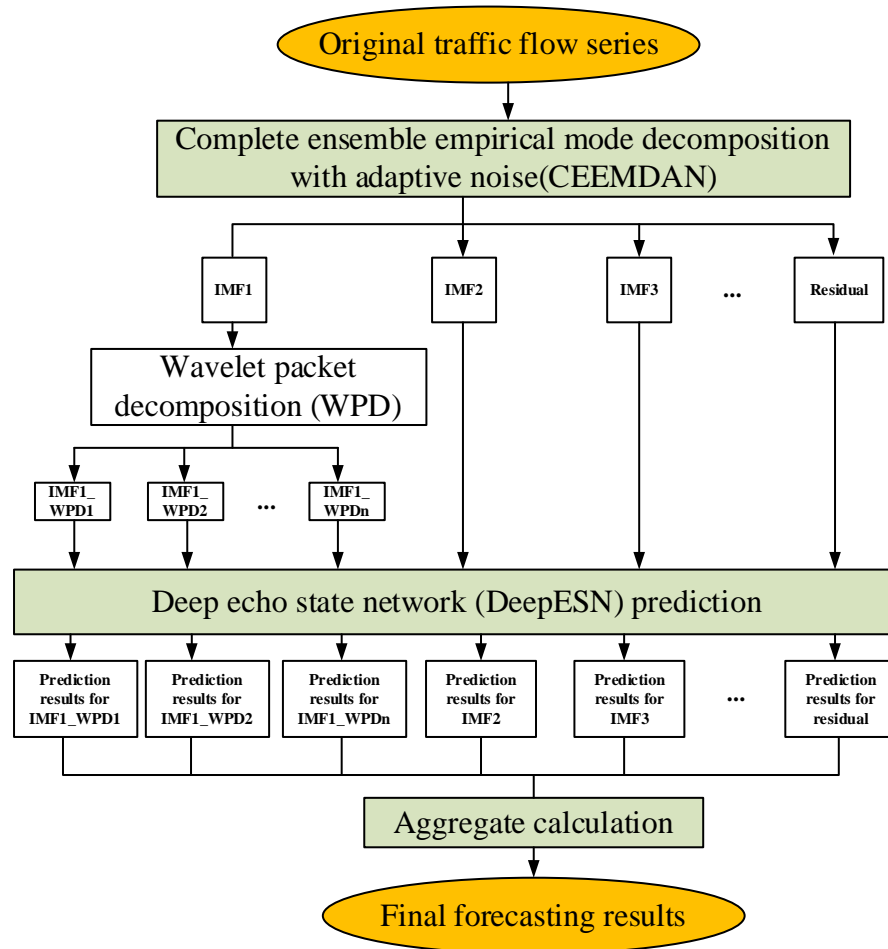 Original traffic flow series
Complete ensemble empirical mode decomposition
with adaptive noise(CEEMDAN)
IMF1
IMF2
IMF3
...
Residual
Wavelet packet
decomposition (WPD)
IMF1_
WPD1
IMF1_
WPD2
...
IMF1_
WPDn
Deep echo state network (DeepESN) prediction
Prediction
results for
IMF1_WPD1
Prediction
results for
IMF1_WPD2
Prediction
results for
IMF1_WPDn
Prediction
results for
IMF2
Prediction
results for
IMF3
...
Prediction
results for
residual
Aggregate calculation
Final forecasting results